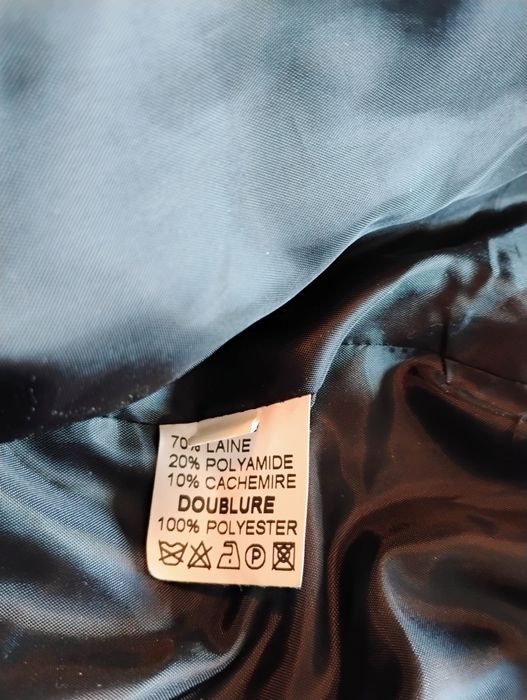 70% LAINE
20% POLYAMIDE
10% CACHEMIRE
DOUBLURE
100% POLYESTER
P